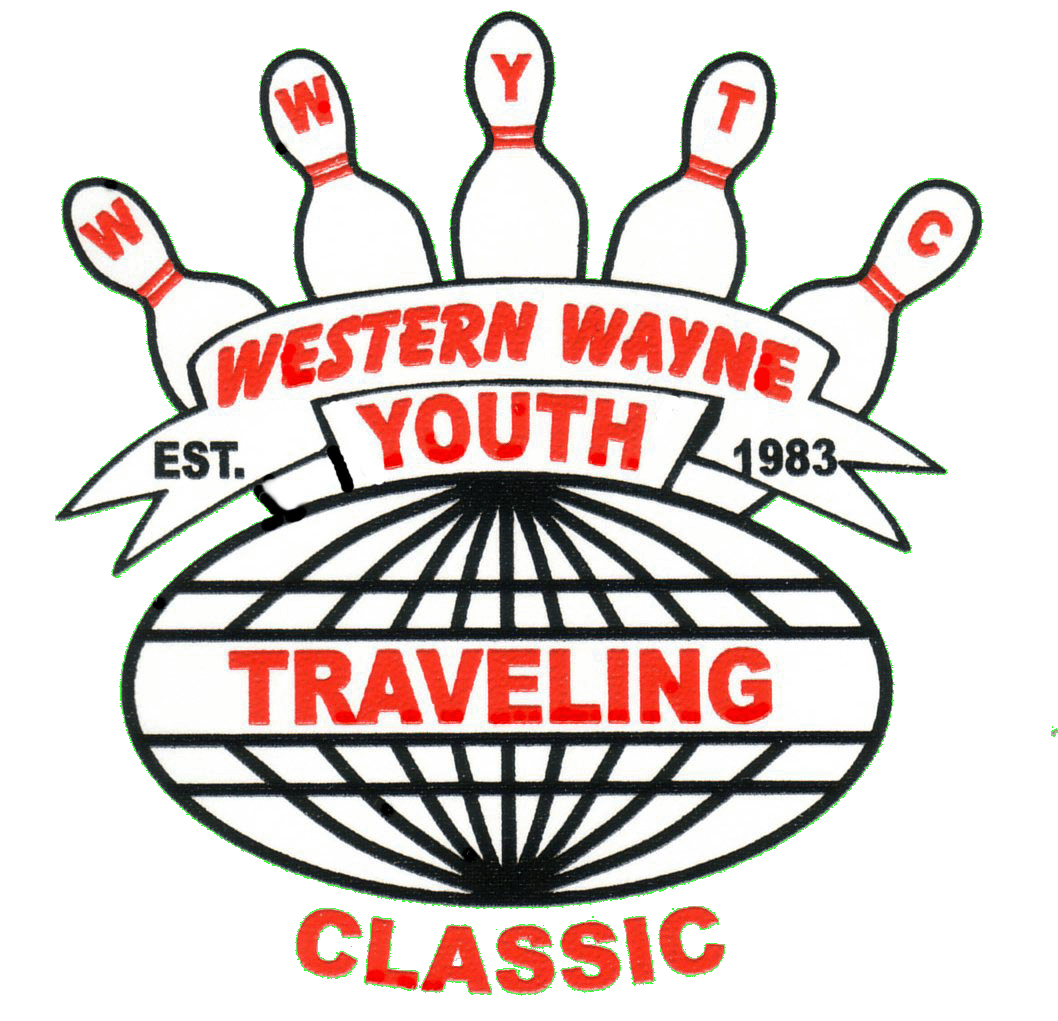 W W Y T C
WESTERN WAYNE
YOUTH
EST. 1983
TRAVELING
CLASSIC